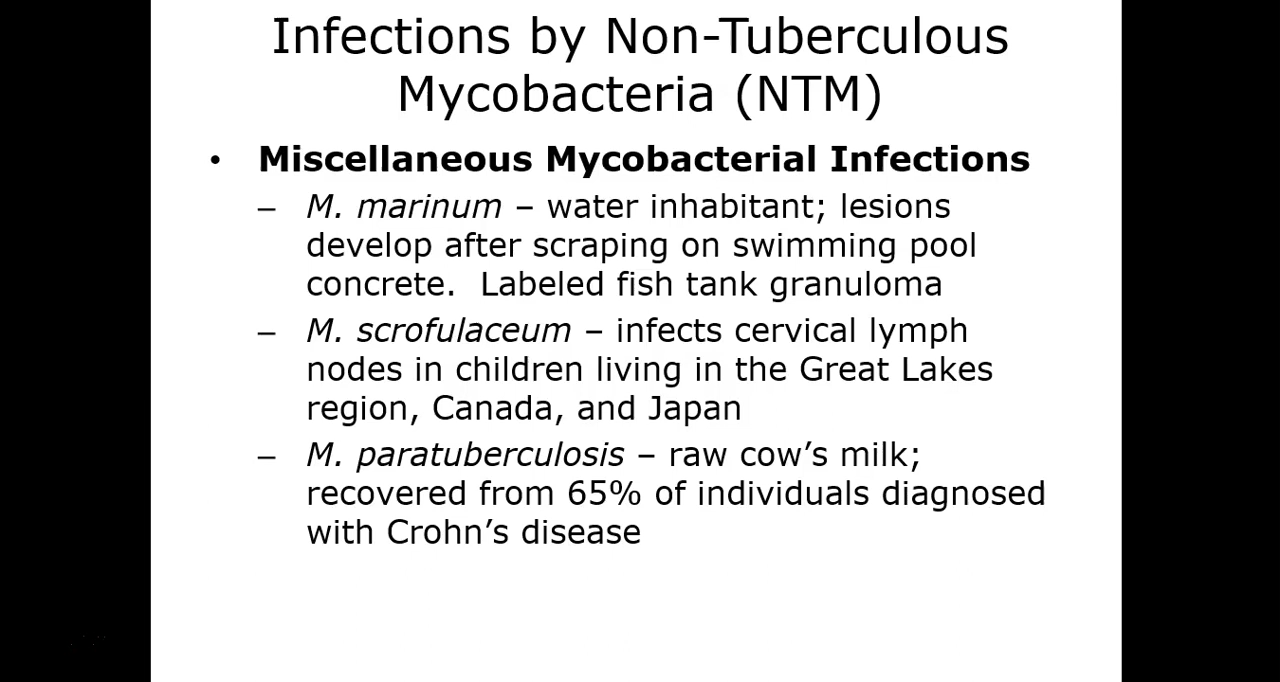 Infections by Non-Tuberculous
Mycobacteria (NTM)
• Miscellaneous Mycobacterial Infections
– M. marinum – water inhabitant; lesions
develop after scraping on swimming pool
concrete.  Labeled fish tank granuloma
– M. scrofulaceum – infects cervical lymph
nodes in children living in the Great Lakes
region, Canada, and Japan
– M. paratuberculosis – raw cow’s milk;
recovered from 65% of individuals diagnosed
with Crohn’s disease